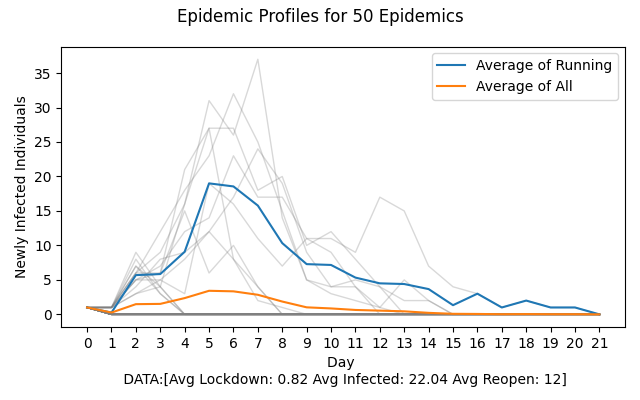 Epidemic Profiles for 50 Epidemics
Average of Running
Average of All
Newly Infected Individuals
35
30
25
20
15
10
5
0
0 1 2 3 4 5 6 7 8 9 10 11 12 13 14 15 16 17 18 19 20 21
Day
DATA:[Avg Lockdown: 0.82 Avg Infected: 22.04 Avg Reopen: 12]